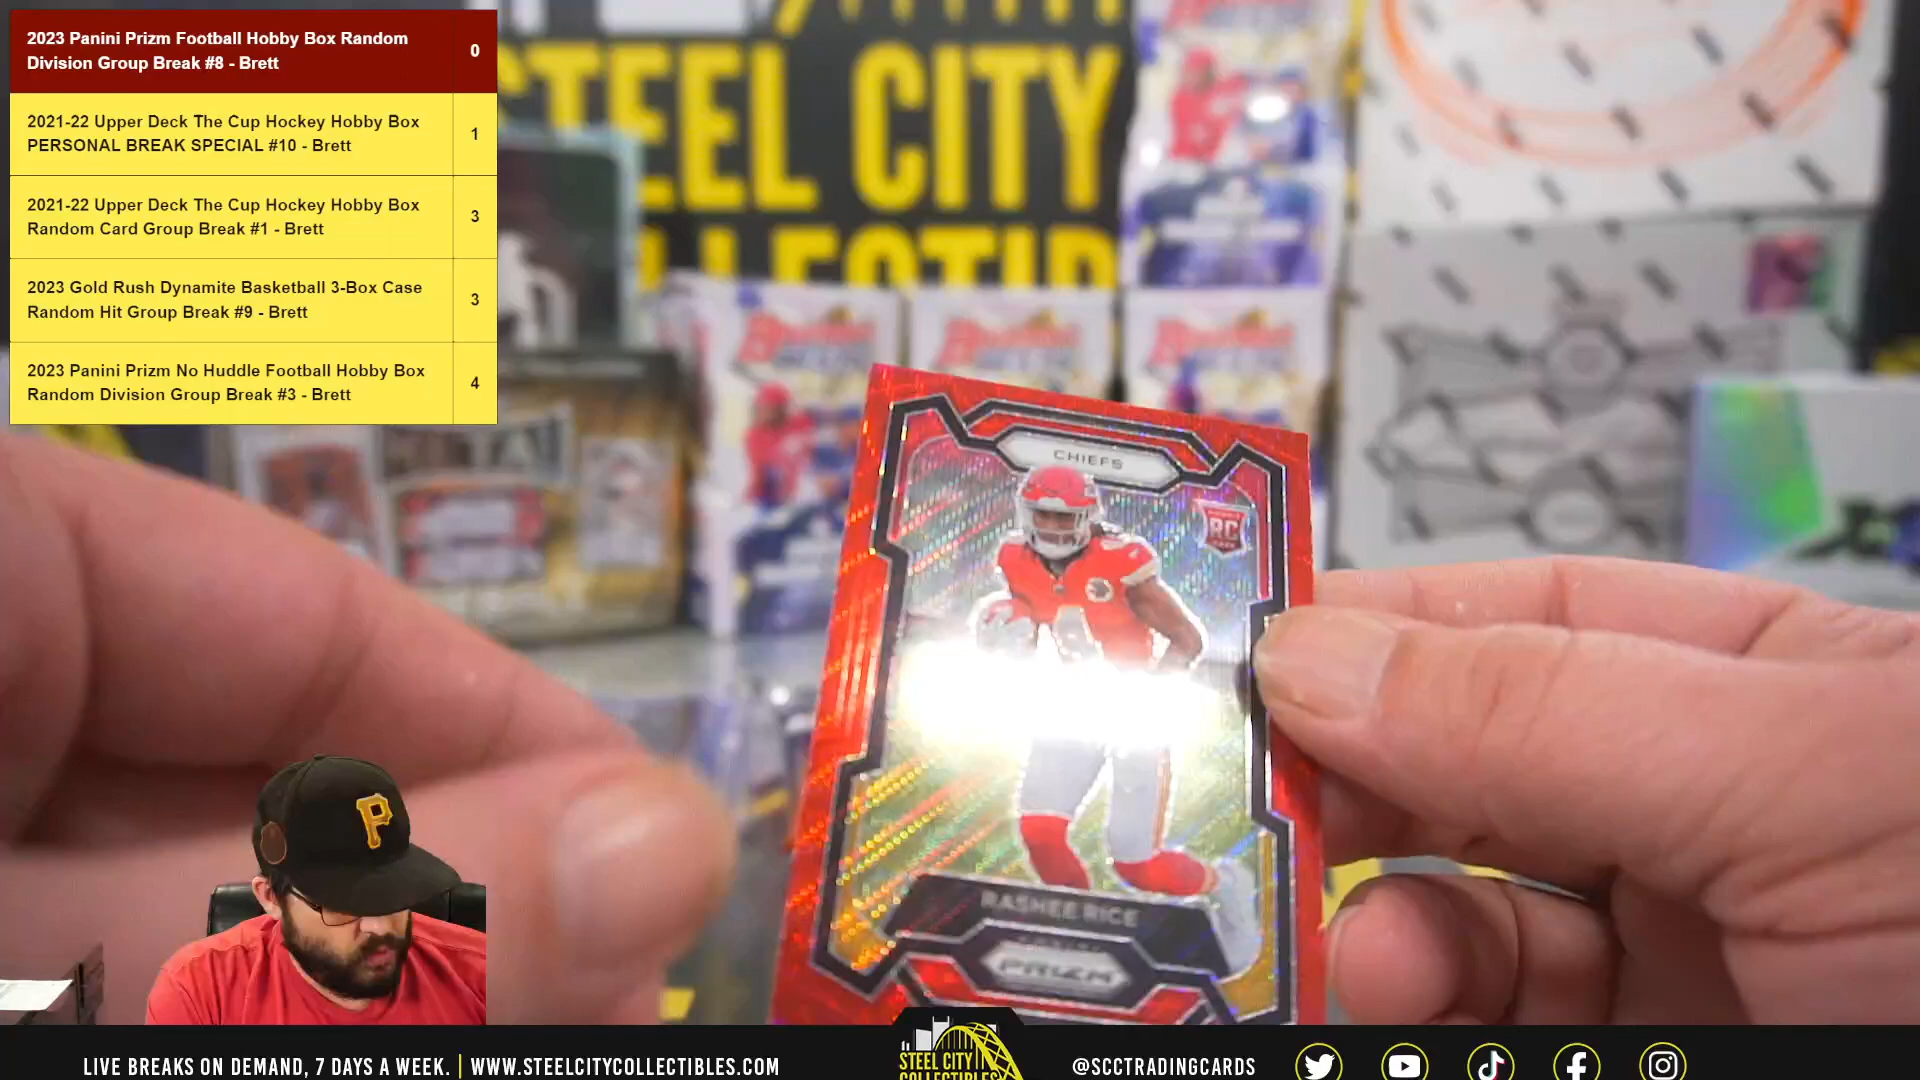 2023 Panini Prizm Football Hobby Box Random
Division Group Break #8 - Brett
0
2021-22 Upper Deck The Cup Hockey Hobby Box
PERSONAL BREAK SPECIAL #10 - Brett
1
2021-22 Upper Deck The Cup Hockey Hobby Box
Random Card Group Break #1 - Brett
3
2023 Gold Rush Dynamite Basketball 3-Box Case
Random Hit Group Break #9 - Brett
3
2023 Panini Prizm No Huddle Football Hobby Box
Random Division Group Break #3 - Brett
4
STEEL CITY
CHIEFS
RC
RASHEE RICE
PRIZM
P
LIVE BREAKS ON DEMAND, 7 DAYS A WEEK. | WWW.STEELCITYCOLLECTIBLES.COM
STEEL CITY
COLLECTIBLES
@SCCTRADINGCARDS